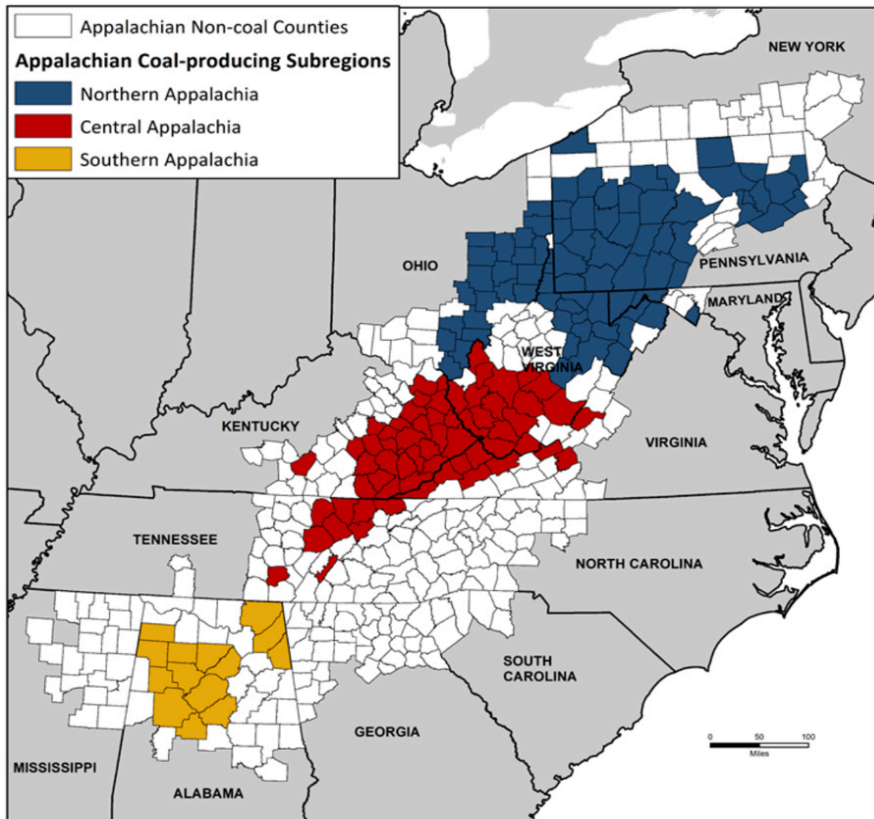 Appalachian Non-coal Counties
Appalachian Coal-producing Subregions
Northern Appalachia
Central Appalachia
Southern Appalachia
NEW YORK
PENNSYLVANIA
OHIO
MARYLAND
WEST
VIRGINIA
KENTUCKY
VIRGINIA
TENNESSEE
NORTH CAROLINA
SOUTH
CAROLINA
GEORGIA
0 50 100
Miles
MISSISSIPPI
ALABAMA